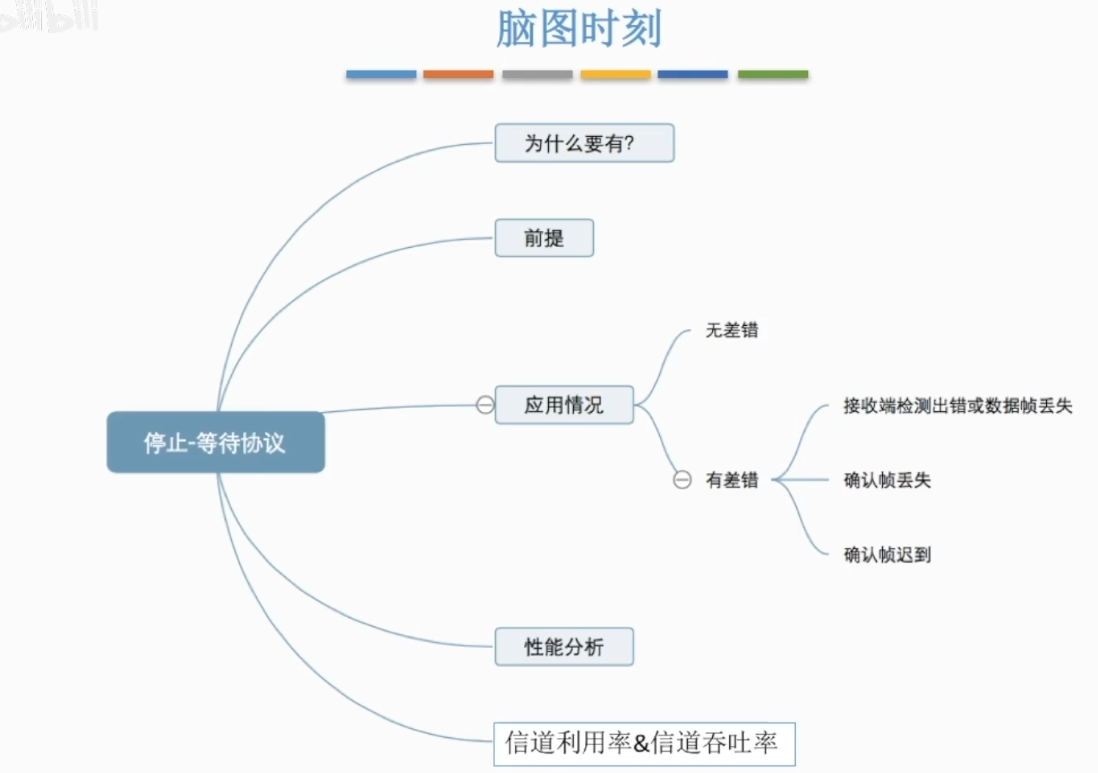 脑图时刻
为什么要有?
前提
无差错
应用情况
接收端检测出错或数据帧丢失
停止-等待协议
有差错
确认帧丢失
确认帧迟到
性能分析
信道利用率&信道吞吐率